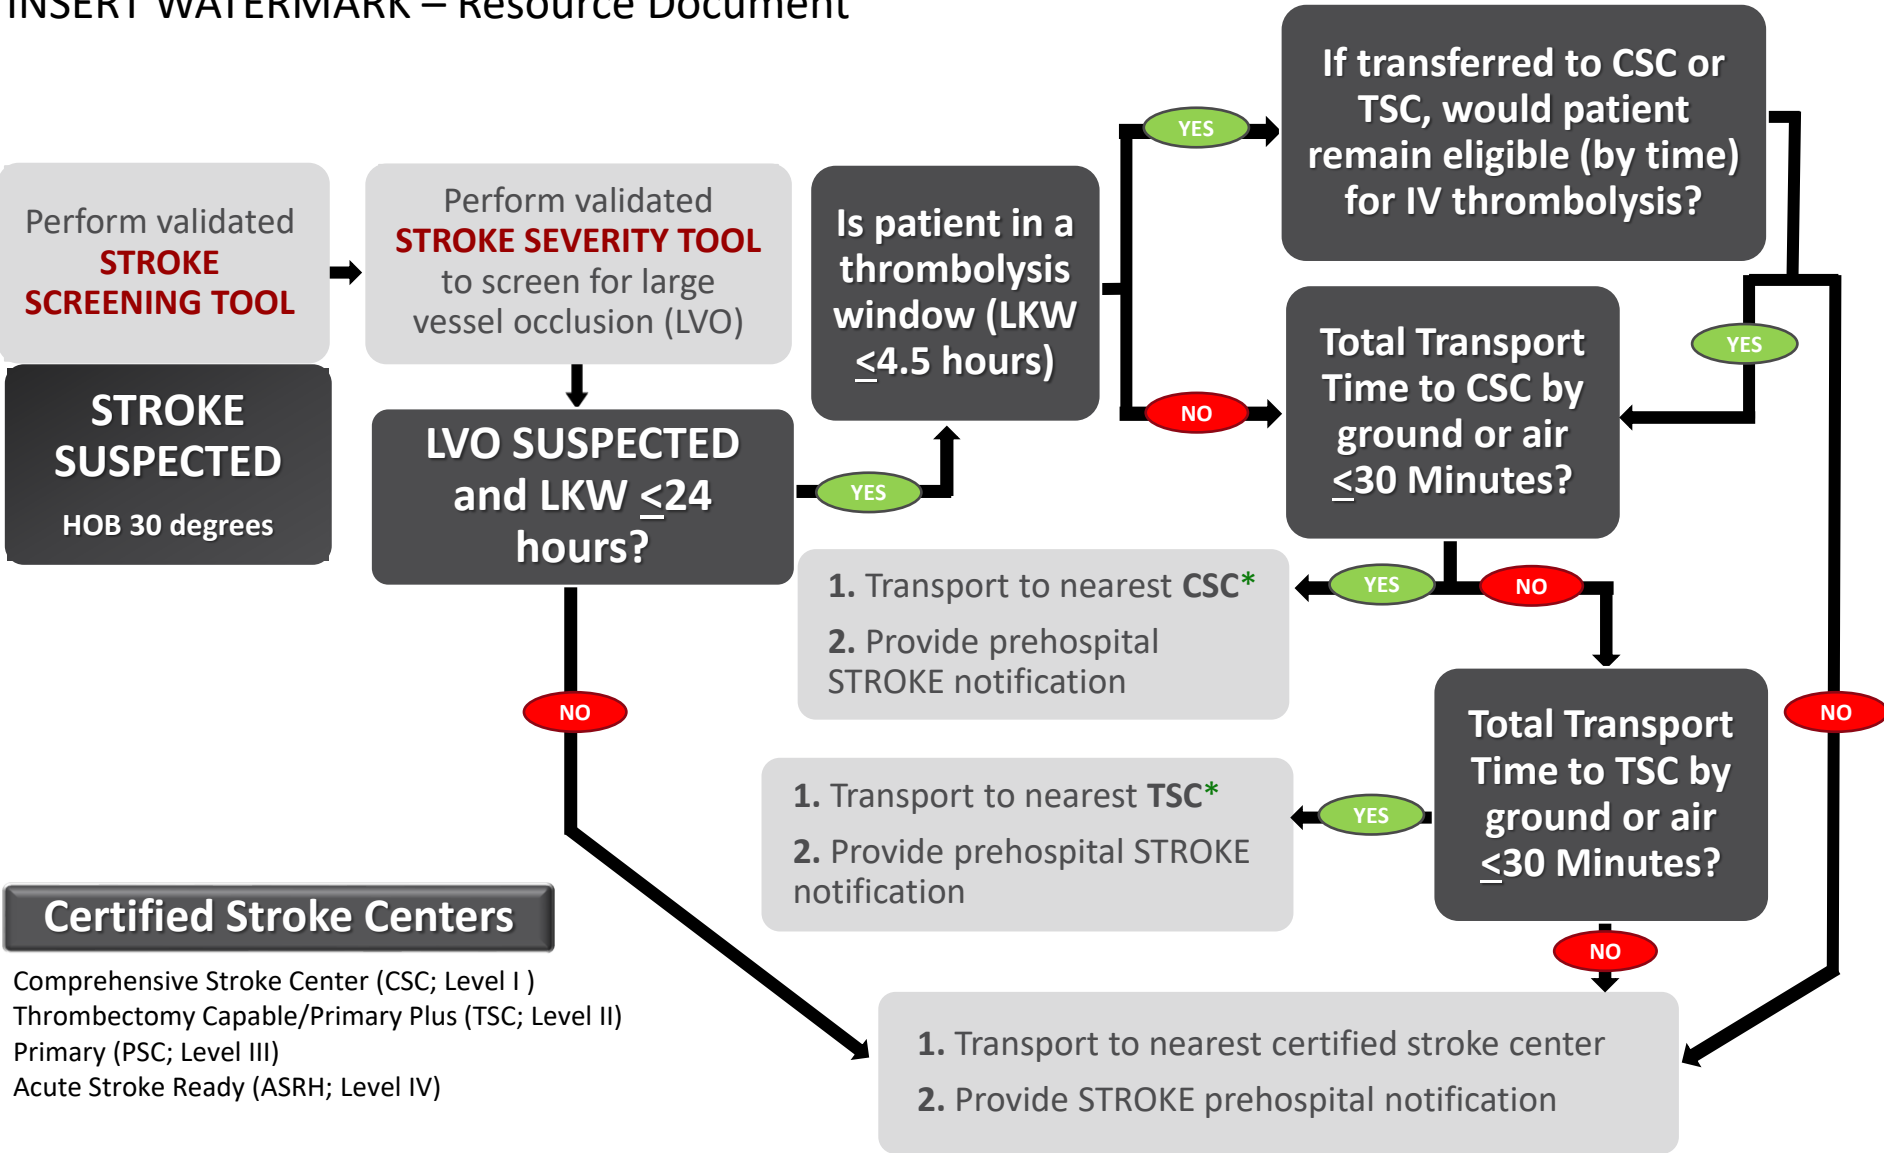 INSERT WATERMARK – Resource Document
Perform validated
STROKE
SCREENING TOOL
STROKE
SUSPECTED
HOB 30 degrees
Perform validated
STROKE SEVERITY TOOL
to screen for large
vessel occlusion (LVO)
LVO SUSPECTED
and LKW <24
hours?
YES
NO
Is patient in a
thrombolysis
window (LKW
<4.5 hours)
YES
NO
If transferred to CSC or
TSC, would patient
remain eligible (by time)
for IV thrombolysis?
YES
NO
Total Transport
Time to CSC by
ground or air
<30 Minutes?
YES
NO
1. Transport to nearest CSC*
2. Provide prehospital
STROKE notification
Total Transport
Time to TSC by
ground or air
<30 Minutes?
YES
NO
1. Transport to nearest TSC*
2. Provide prehospital STROKE
notification
1. Transport to nearest certified stroke center
2. Provide STROKE prehospital notification
Certified Stroke Centers
Comprehensive Stroke Center (CSC; Level I )
Thrombectomy Capable/Primary Plus (TSC; Level II)
Primary (PSC; Level III)
Acute Stroke Ready (ASRH; Level IV)